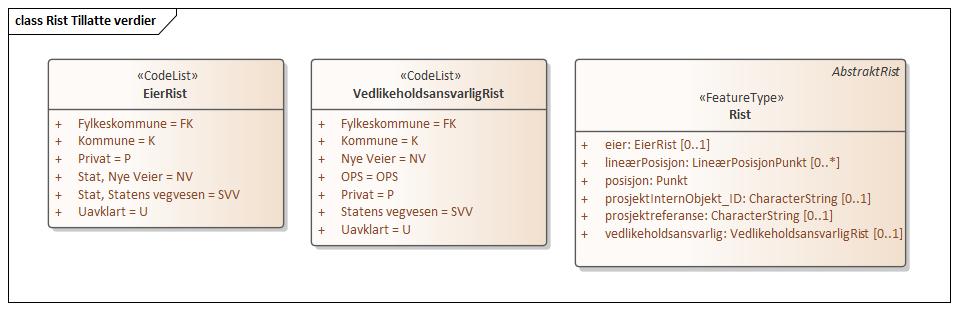 class Rist Tillatte verdier
«CodeList»
EierRist
+ Fylkeskommune = FK
+ Kommune = K
+ Privat = P
+ Stat, Nye Veier = NV
+ Stat, Statens vegvesen = SVV
+ Uavklart = U
«CodeList»
VedlikeholdsansvarligRist
+ Fylkeskommune = FK
+ Kommune = K
+ Nye Veier = NV
+ OPS = OPS
+ Privat = P
+ Statens vegvesen = SVV
+ Uavklart = U
AbstraktRist
«FeatureType»
Rist
+ eier: EierRist [0..1]
+ lineærPosisjon: LineærPosisjonPunkt [0..*]
+ posisjon: Punkt
+ prosjektInternObjekt_ID: CharacterString [0..1]
+ prosjektreferanse: CharacterString [0..1]
+ vedlikeholdsansvarlig: VedlikeholdsansvarligRist [0..1]